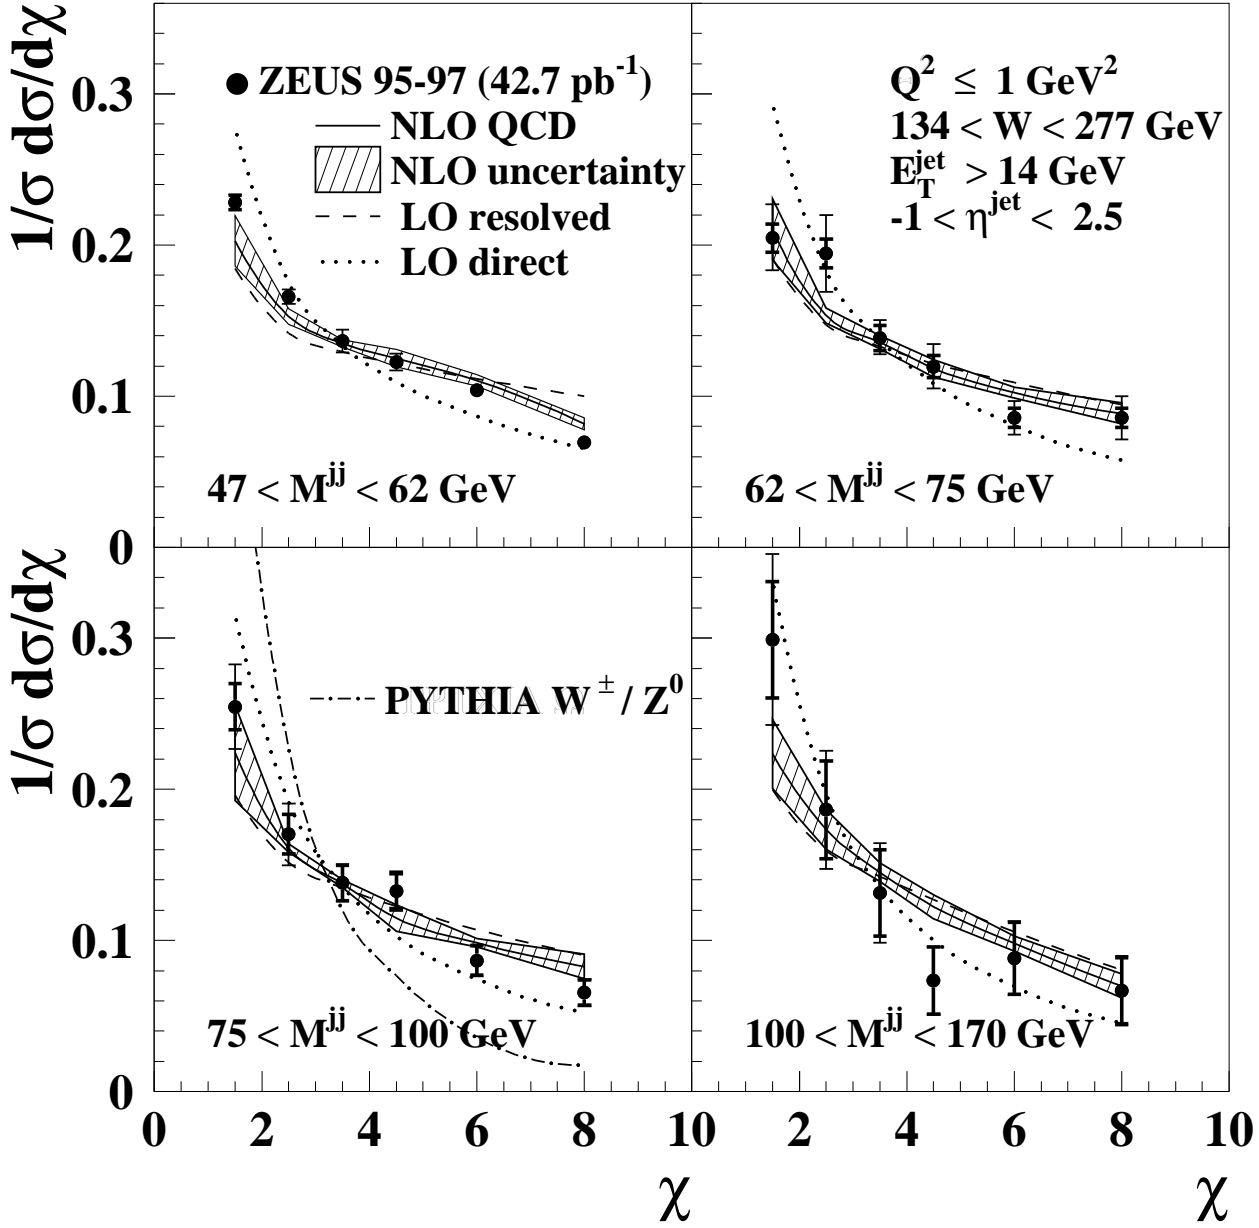 1/σ dσ/dχ
0.3
0.2
0.1
0
ZEUS 95-97 (42.7 pb⁻¹)
NLO QCD
NLO uncertainty
LO resolved
LO direct
47 < Mʲʲ < 62 GeV
Q² ≤ 1 GeV²
134 < W < 277 GeV
E_T^jet > 14 GeV
-1 < η^jet < 2.5
62 < Mʲʲ < 75 GeV
1/σ dσ/dχ
0.3
0.2
0.1
0
PYTHIA W^± / Z⁰
75 < Mʲʲ < 100 GeV
100 < Mʲʲ < 170 GeV
0 2 4 6 8 10 2 4 6 8 10
χ χ